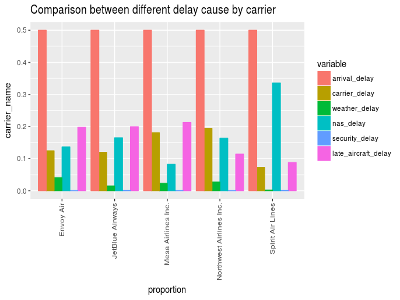 Comparison between different delay cause by carrier
carrier_name
0.5
0.4
0.3
0.2
0.1
0.0
Envoy Air
JetBlue Airways
Mesa Airlines Inc.
Northwest Airlines Inc.
Spirit Air Lines
proportion
variable
arrival_delay
carrier_delay
weather_delay
nas_delay
security_delay
late_aircraft_delay